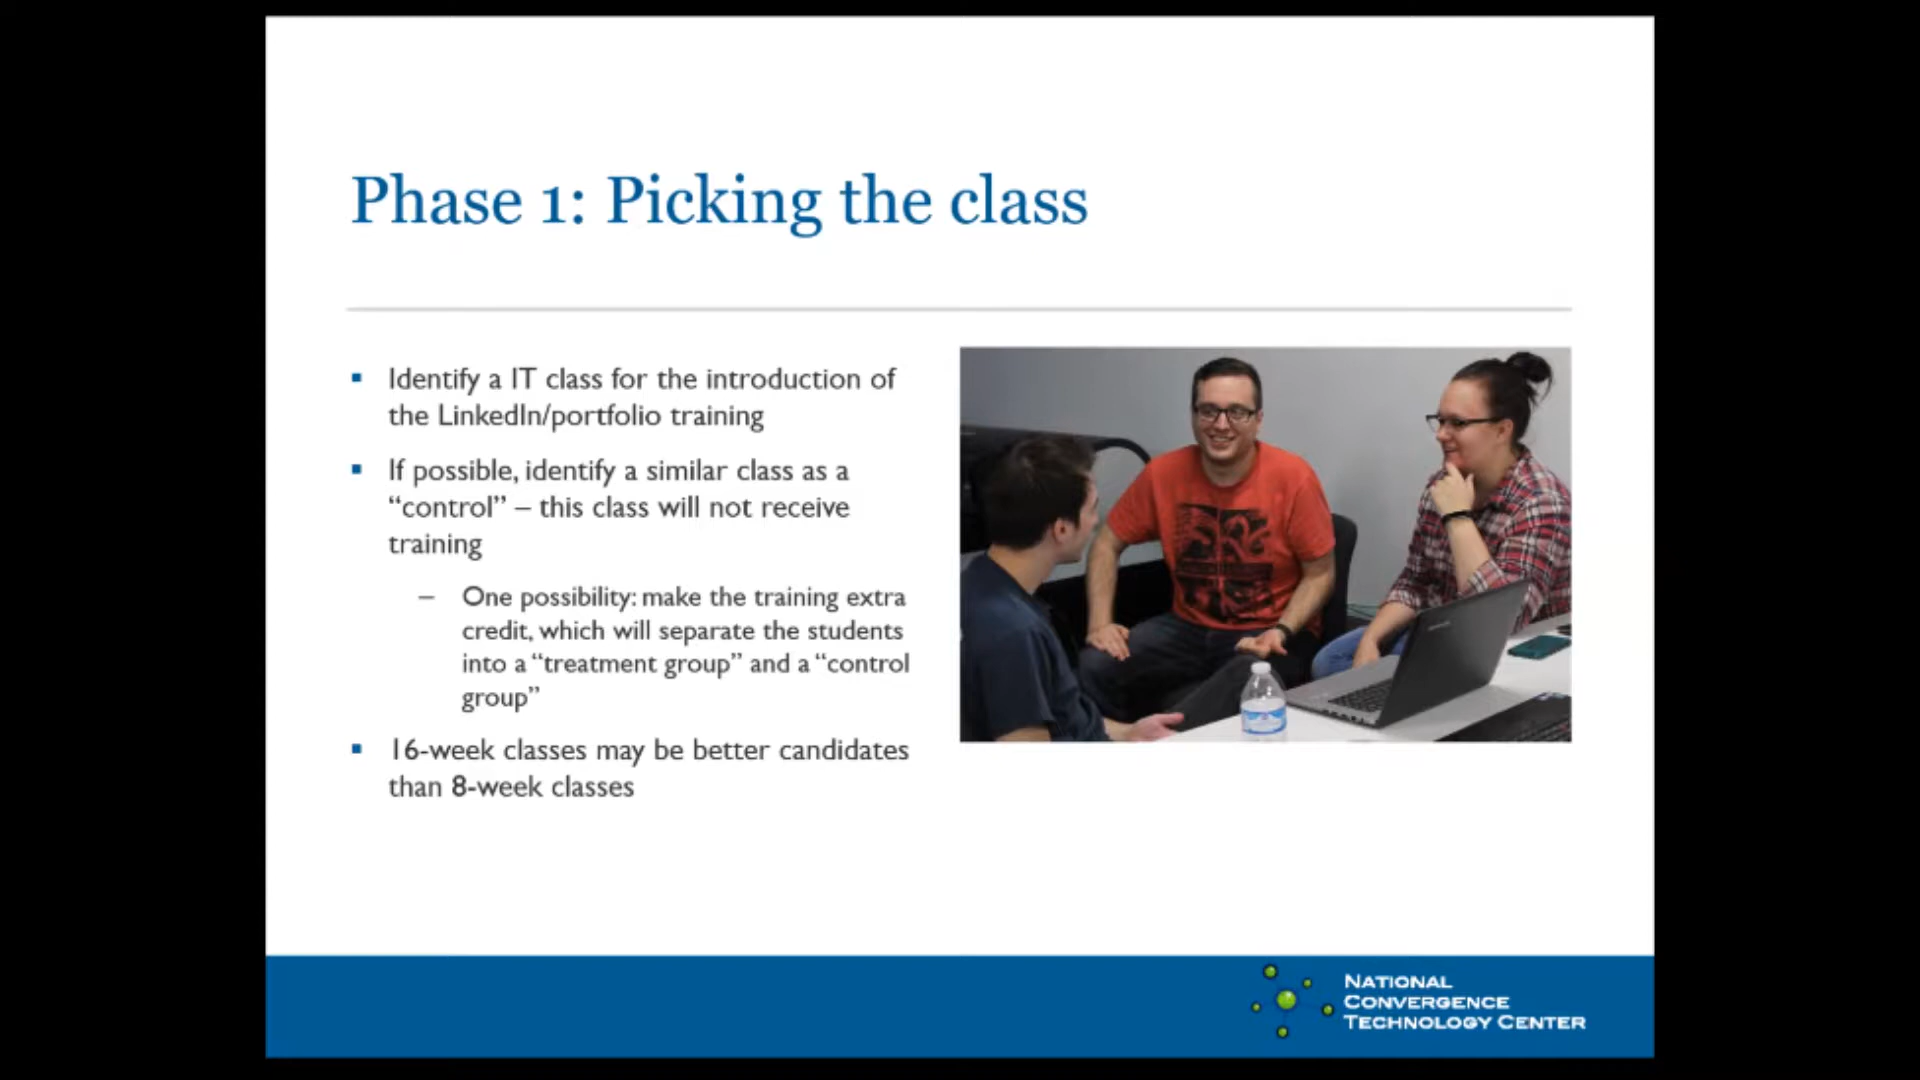 Phase 1: Picking the class
Identify a IT class for the introduction of
the LinkedIn/portfolio training
If possible, identify a similar class as a
“control” – this class will not receive
training
– One possibility: make the training extra
credit, which will separate the students
into a “treatment group” and a “control
group”
16-week classes may be better candidates
than 8-week classes
NATIONAL
CONVERGENCE
TECHNOLOGY CENTER